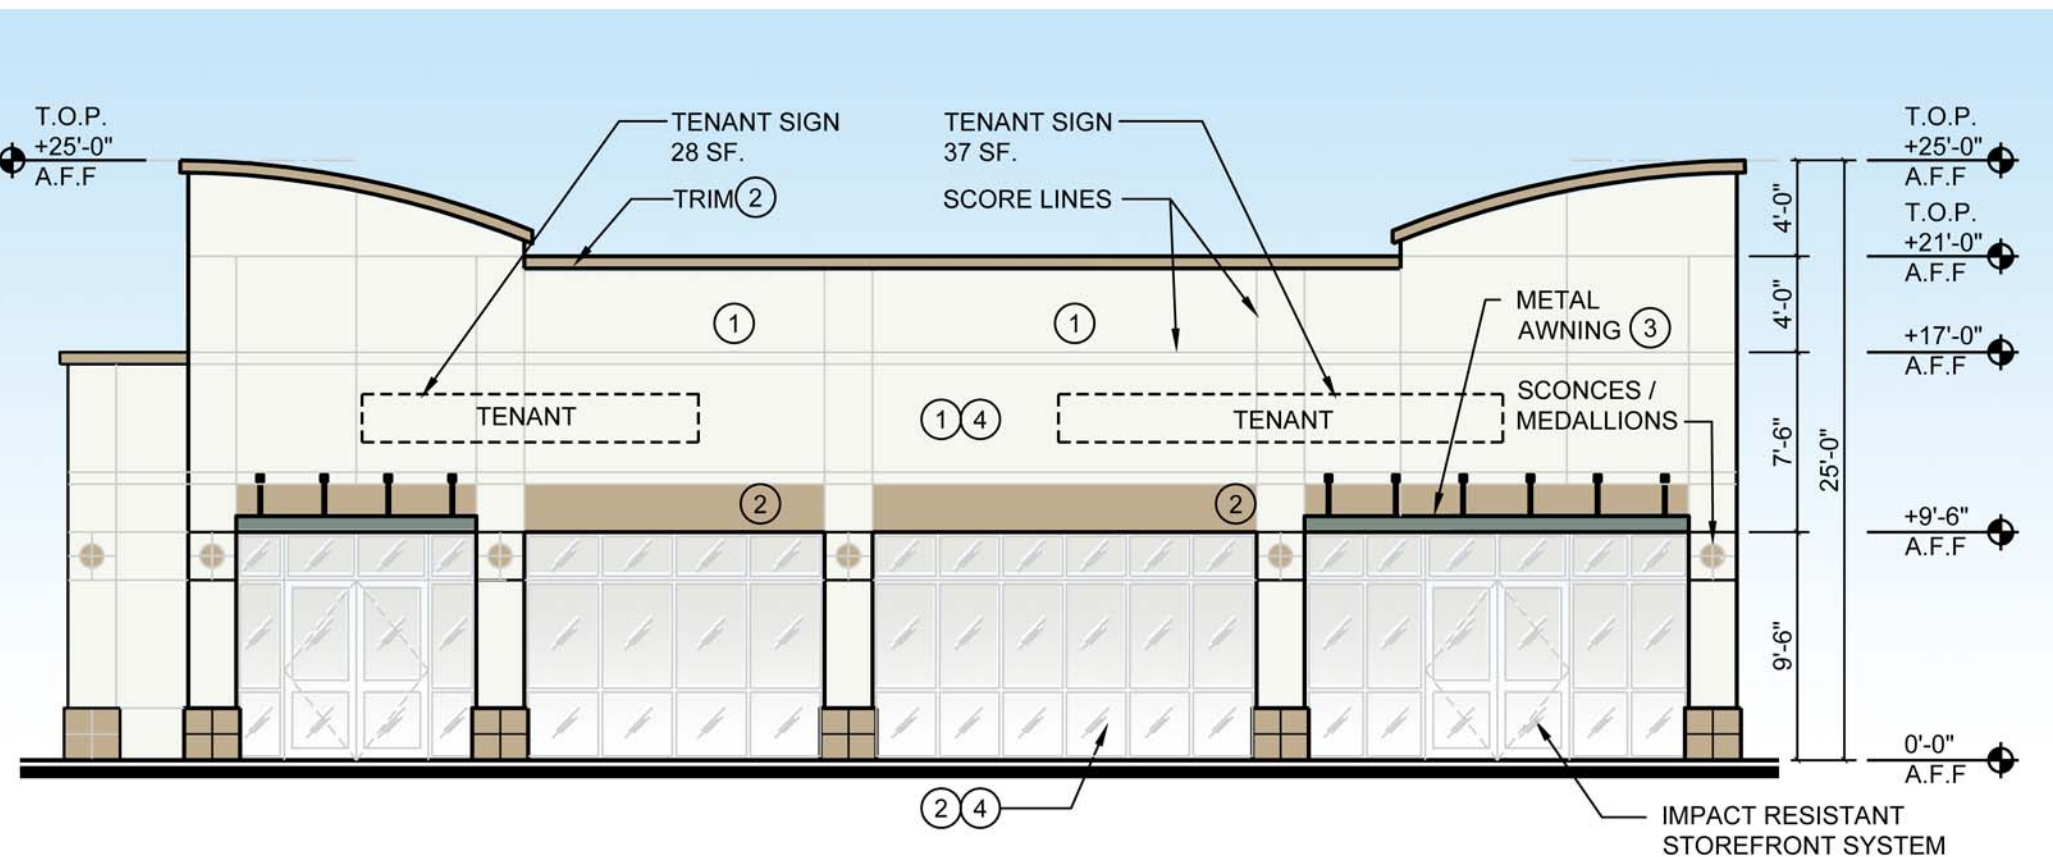 T.O.P.
+25'-0"
A.F.F
TENANT SIGN
28 SF.
TRIM 2
TENANT SIGN
37 SF.
SCORE LINES
T.O.P.
+25'-0"
A.F.F
4'-0"
T.O.P.
+21'-0"
A.F.F
METAL
AWNING 3
1
1
4'-0"
+17'-0"
A.F.F
SCONCES /
MEDALLIONS
TENANT
1 4
TENANT
7'-6"
25'-0"
2
2
+9'-6"
A.F.F
9'-6"
0'-0"
A.F.F
2 4
IMPACT RESISTANT
STOREFRONT SYSTEM